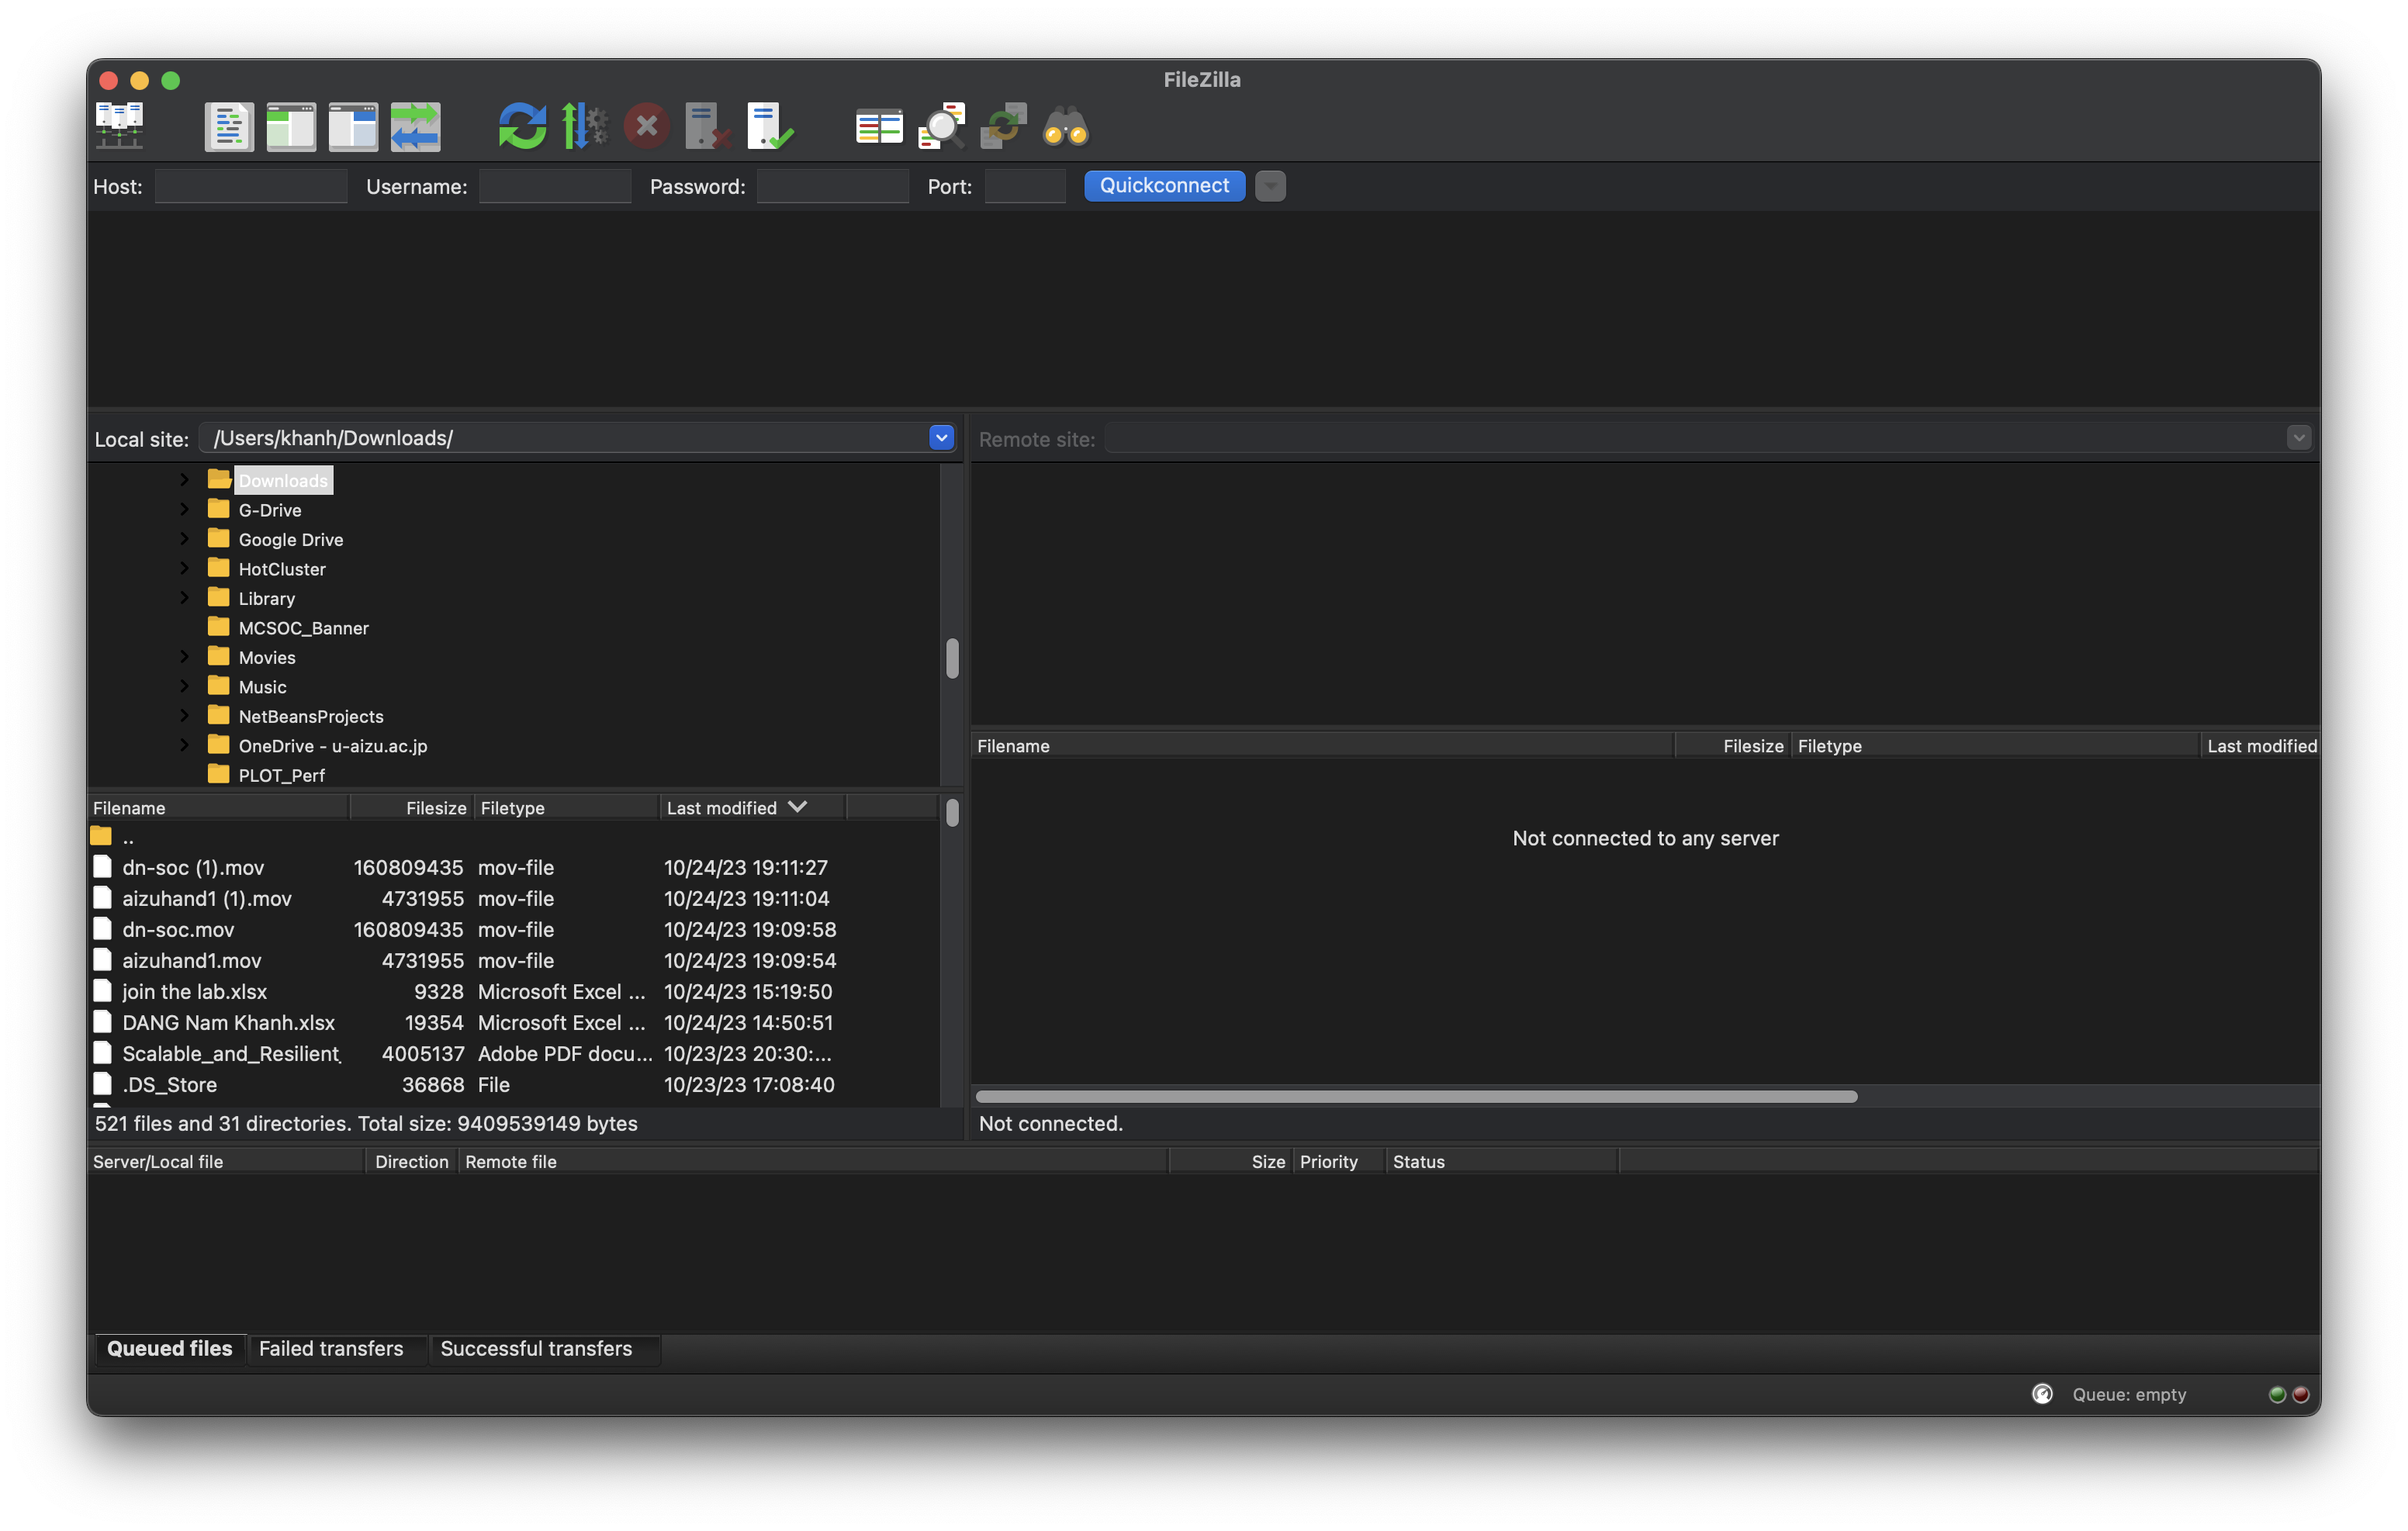 FileZilla
Host: Username: Password: Port: Quickconnect
Local site: /Users/khanh/Downloads/
Downloads
G-Drive
Google Drive
HotCluster
Library
MCSOC_Banner
Movies
Music
NetBeansProjects
OneDrive - u-aizu.ac.jp
PLOT_Perf
Filename Filesize Filetype Last modified
..
dn-soc (1).mov 160809435 mov-file 10/24/23 19:11:27
aizuhand1 (1).mov 4731955 mov-file 10/24/23 19:11:04
dn-soc.mov 160809435 mov-file 10/24/23 19:09:58
aizuhand1.mov 4731955 mov-file 10/24/23 19:09:54
join the lab.xlsx 9328 Microsoft Excel ... 10/24/23 15:19:50
DANG Nam Khanh.xlsx 19354 Microsoft Excel ... 10/24/23 14:50:51
Scalable_and_Resilient_ 4005137 Adobe PDF docu... 10/23/23 20:30:...
.DS_Store 36868 File 10/23/23 17:08:40
521 files and 31 directories. Total size: 9409539149 bytes
Remote site:
Filename Filesize Filetype Last modified
Not connected to any server
Not connected.
Server/Local file Direction Remote file Size Priority Status
Queued files Failed transfers Successful transfers
Queue: empty